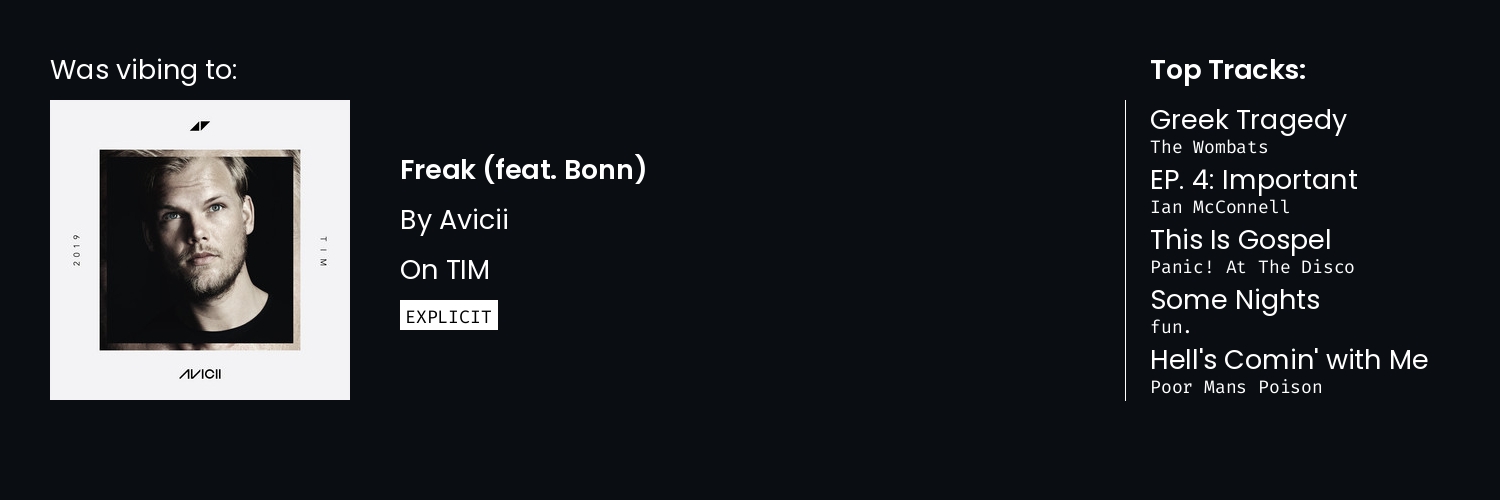 Was vibing to:
2019
TIM
AVICII
Freak (feat. Bonn)
By Avicii
On TIM
EXPLICIT
Top Tracks:
Greek Tragedy
The Wombats
EP. 4: Important
Ian McConnell
This Is Gospel
Panic! At The Disco
Some Nights
fun.
Hell's Comin' with Me
Poor Mans Poison